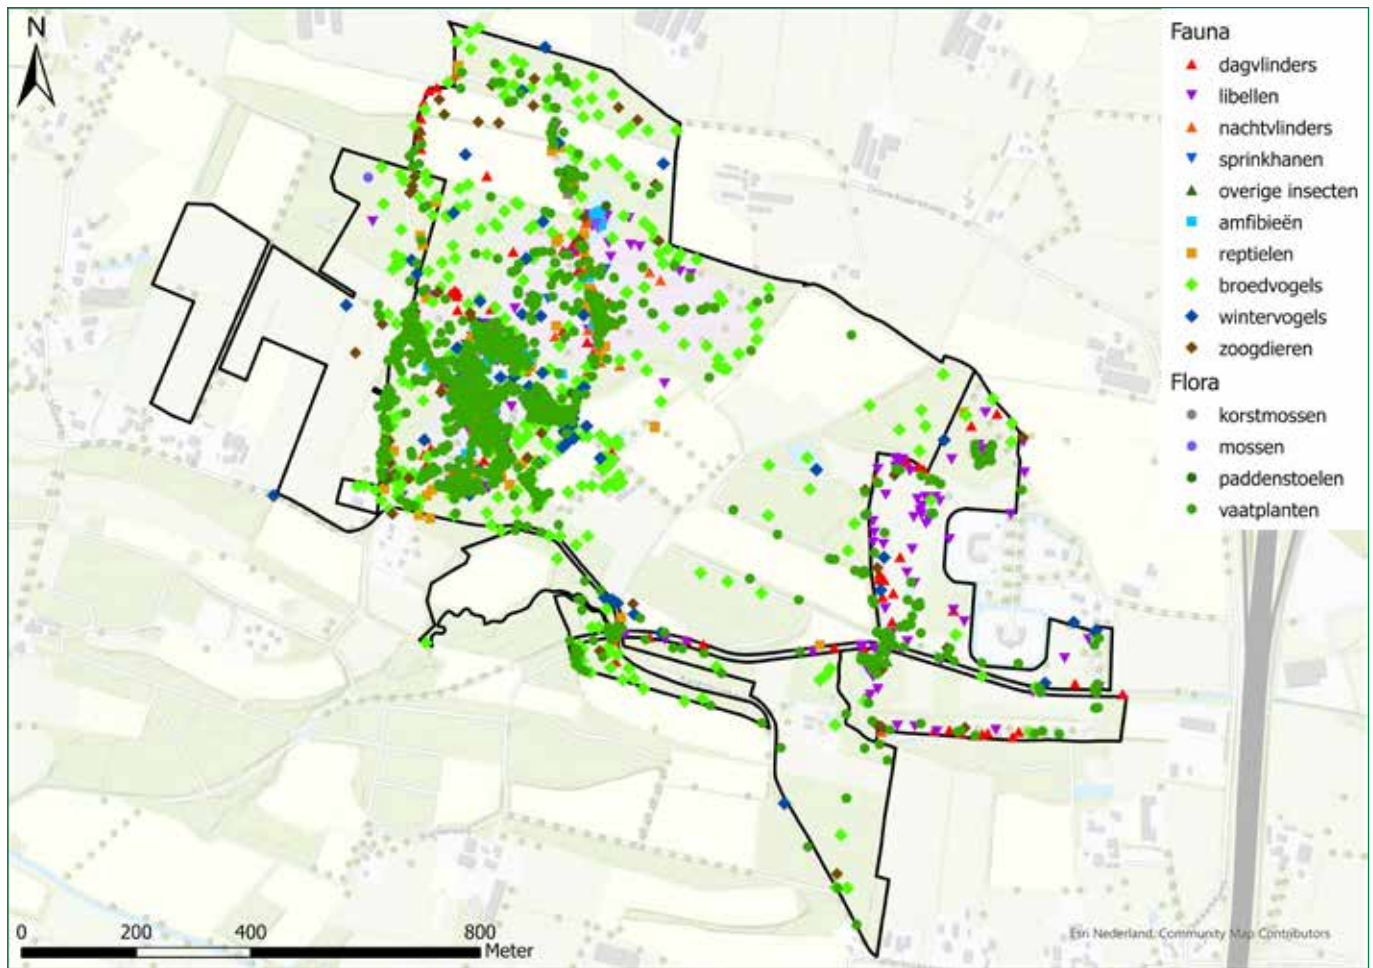 N
Fauna
dagvlinders
libellen
nachtvlinders
sprinkhanen
overige insecten
amfibieën
reptielen
broedvogels
wintervogels
zoogdieren
Flora
korstmossen
mossen
paddenstoelen
vaatplanten
0 200 400 800
Meter
Esri Nederland, Community Map Contributors